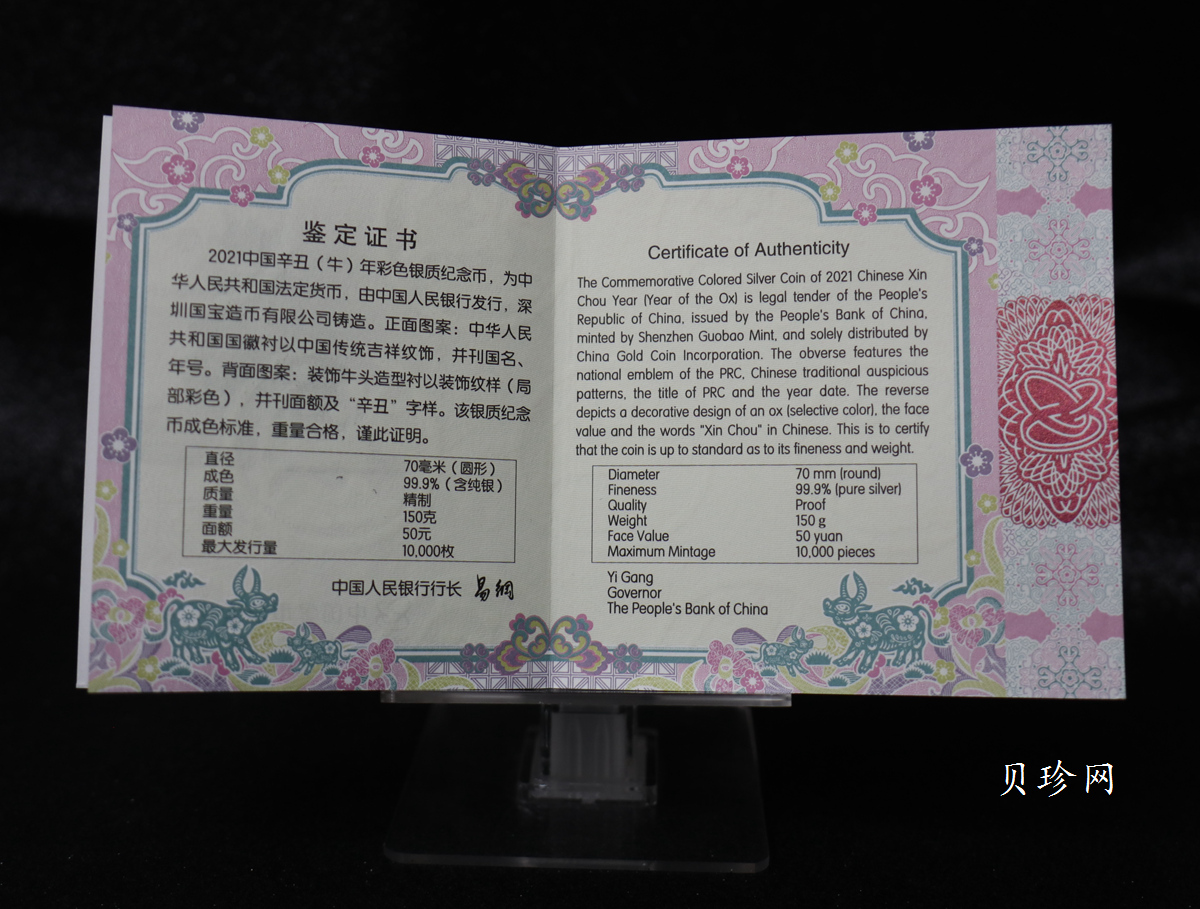 鉴定证书
2021中国辛丑（牛）年彩色银质纪念币，为中
华人民共和国法定货币，由中国人民银行发行，深
圳国宝造币有限公司铸造。正面图案：中华人民
共和国国徽衬以中国传统吉祥纹饰，并刊国名、
年号。背面图案：装饰牛头造型衬以装饰纹样（局
部彩色），并刊面额及“辛丑”字样。该银质纪念
币成色标准，重量合格，谨此证明。
直径 70毫米（圆形）
成色 99.9%（含纯银）
质量 精制
重量 150克
面额 50元
最大发行量 10,000枚
中国人民银行行长 易纲
Certificate of Authenticity
The Commemorative Colored Silver Coin of 2021 Chinese Xin
Chou Year (Year of the Ox) is legal tender of the People's
Republic of China, issued by the People's Bank of China,
minted by Shenzhen Guobao Mint, and solely distributed by
China Gold Coin Incorporation. The obverse features the
national emblem of the PRC, Chinese traditional auspicious
patterns, the title of PRC and the year date. The reverse
depicts a decorative design of an ox (selective color), the face
value and the words "Xin Chou" in Chinese. This is to certify
that the coin is up to standard as to its fineness and weight.
Diameter 70 mm (round)
Fineness 99.9% (pure silver)
Quality Proof
Weight 150 g
Face Value 50 yuan
Maximum Mintage 10,000 pieces
Yi Gang
Governor
The People's Bank of China
贝珍网